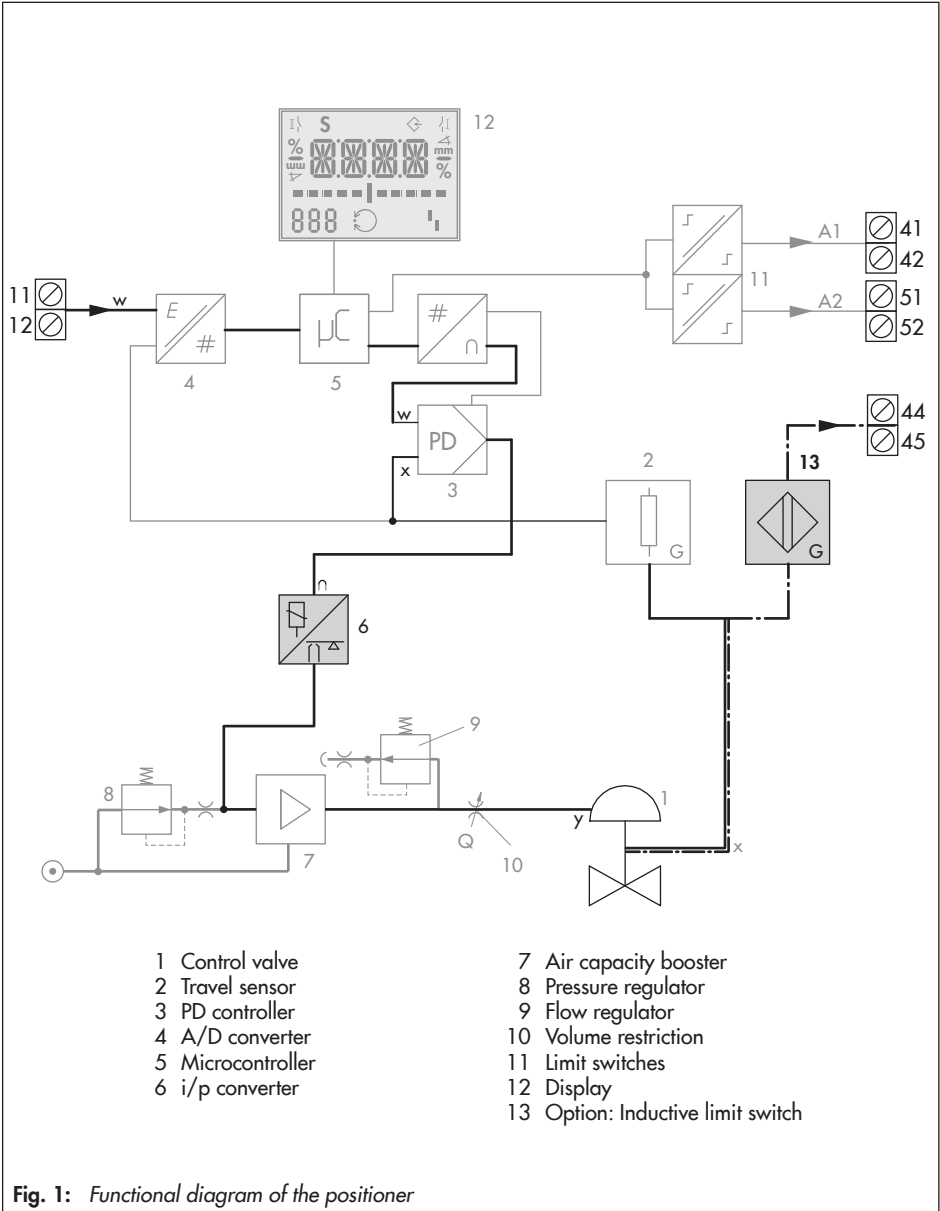 12
S
%
mm
mm
%
8888
888
A1
41
42
11
12
w
E
#
4
µC
5
#
∩
11
A2
51
52
w
PD
x
3
44
45
2
G
13
G
∩
6
9
8
7
Q
10
y
1
x
1 Control valve
2 Travel sensor
3 PD controller
4 A/D converter
5 Microcontroller
6 i/p converter
7 Air capacity booster
8 Pressure regulator
9 Flow regulator
10 Volume restriction
11 Limit switches
12 Display
13 Option: Inductive limit switch
Fig. 1: Functional diagram of the positioner